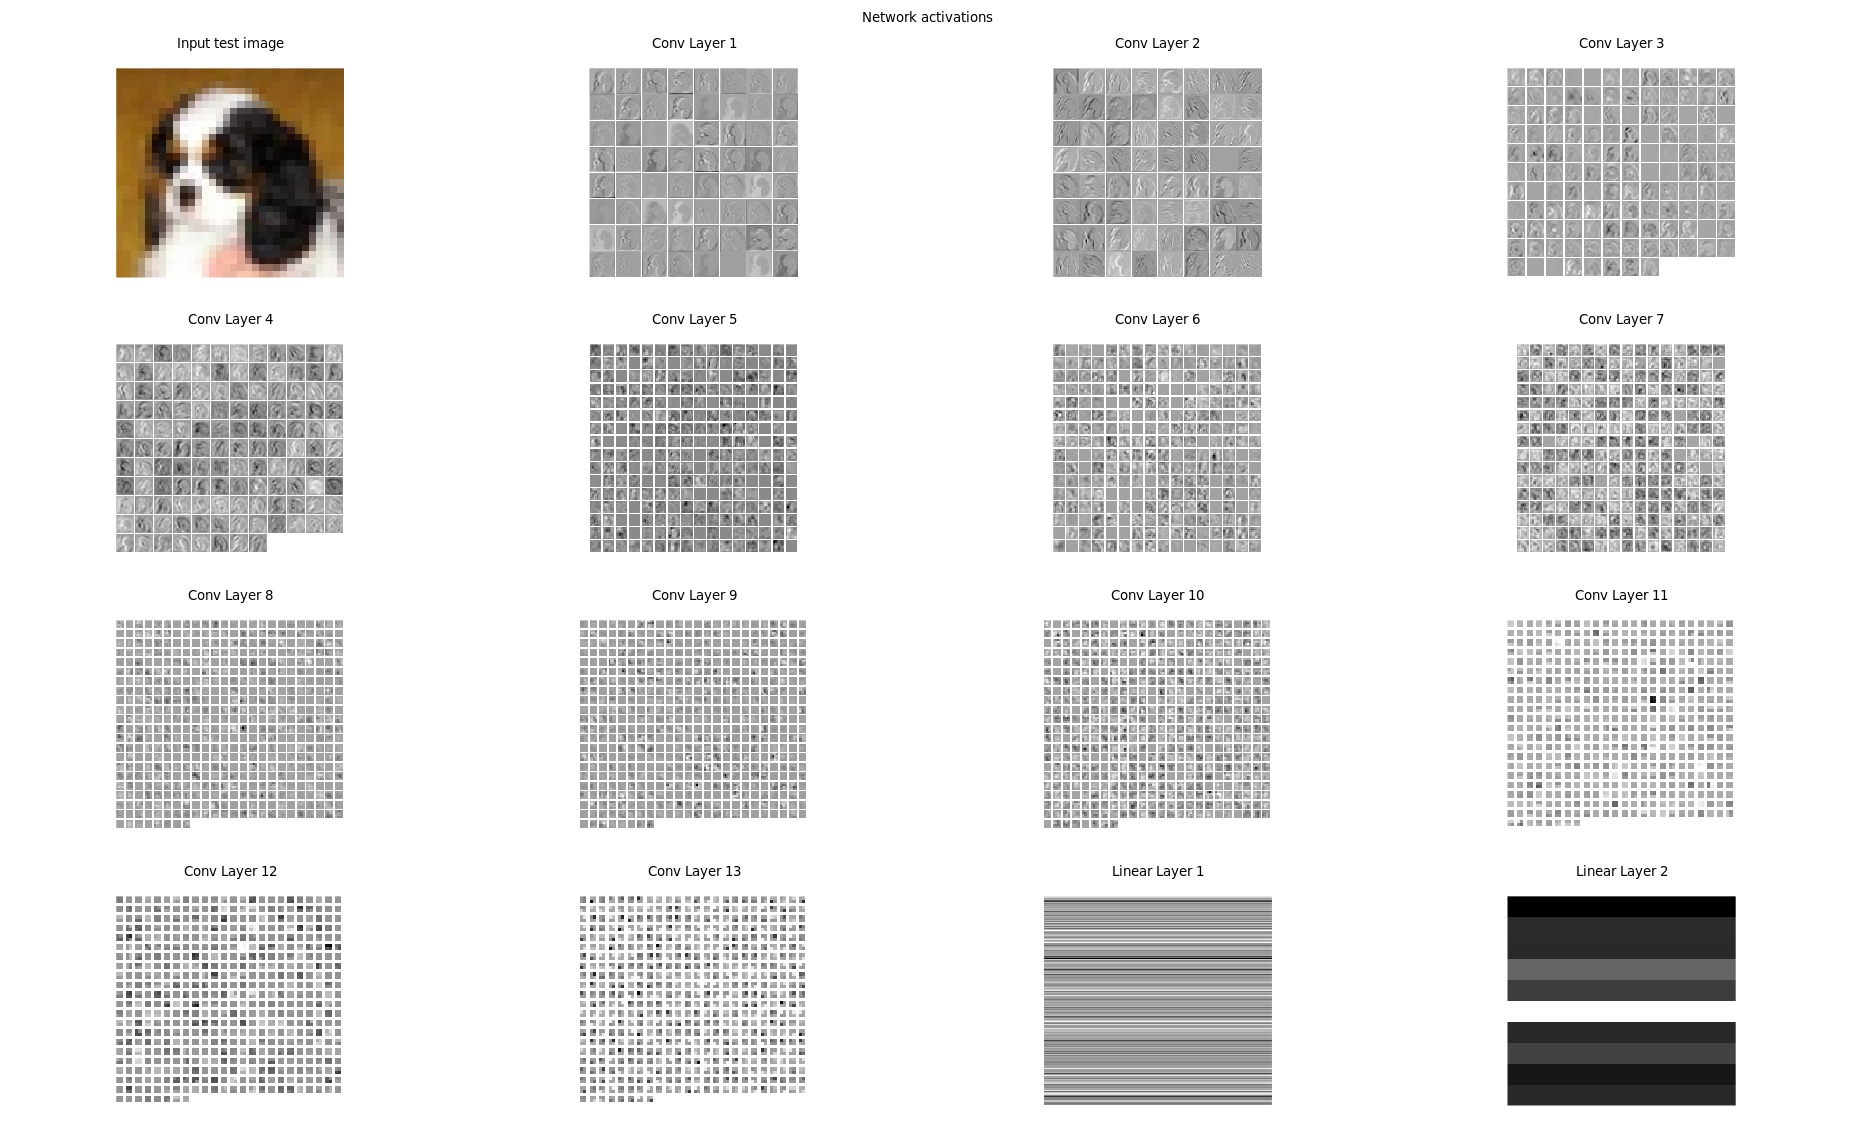 Network activations
Input test image
Conv Layer 1
Conv Layer 2
Conv Layer 3
Conv Layer 4
Conv Layer 5
Conv Layer 6
Conv Layer 7
Conv Layer 8
Conv Layer 9
Conv Layer 10
Conv Layer 11
Conv Layer 12
Conv Layer 13
Linear Layer 1
Linear Layer 2